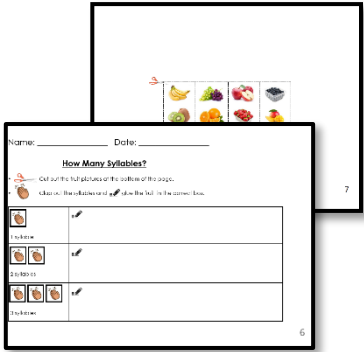 7
Name: _______________ Date: _______________
How Many Syllables?
Cut out the fruit pictures at the bottom of the page.
Clap out the syllables and glue the fruit in the correct box.
1 syllable
2 syllables
3 syllables
6